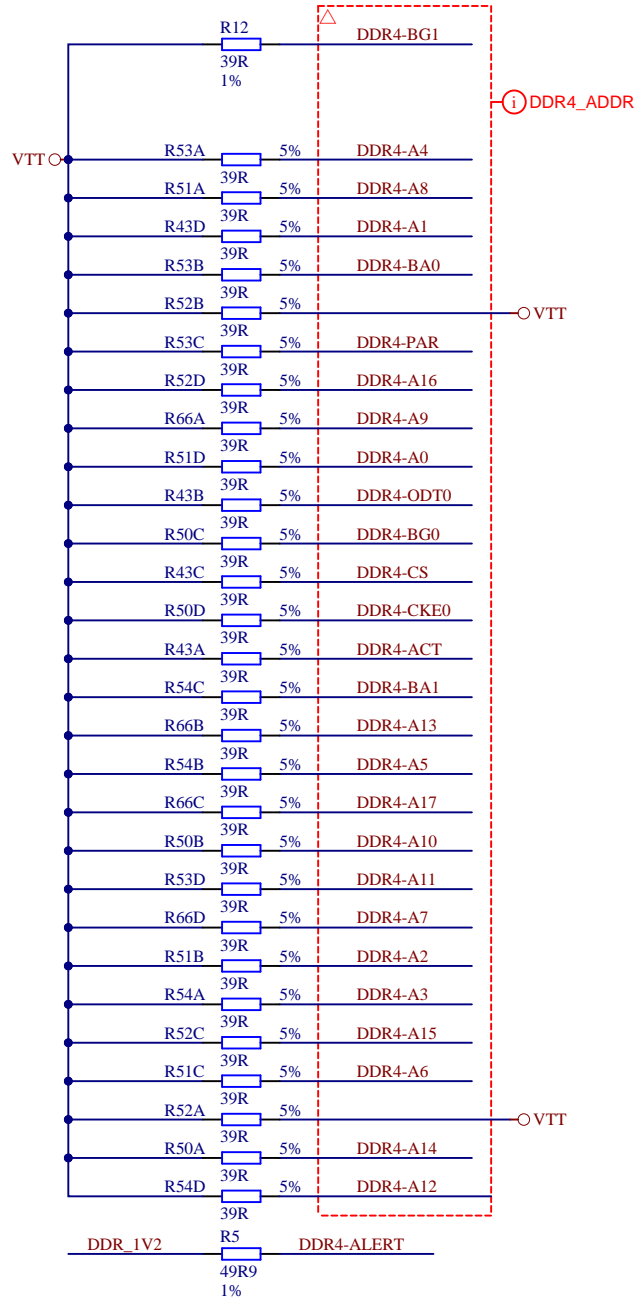 R12 DDR4-BG1
39R
1%
i DDR4_ADDR
VTT R53A 5% DDR4-A4
39R
R51A 5% DDR4-A8
39R
R43D 5% DDR4-A1
39R
R53B 5% DDR4-BA0
39R
R52B 5% VTT
39R
R53C 5% DDR4-PAR
39R
R52D 5% DDR4-A16
39R
R66A 5% DDR4-A9
39R
R51D 5% DDR4-A0
39R
R43B 5% DDR4-ODT0
39R
R50C 5% DDR4-BG0
39R
R43C 5% DDR4-CS
39R
R50D 5% DDR4-CKE0
39R
R43A 5% DDR4-ACT
39R
R54C 5% DDR4-BA1
39R
R66B 5% DDR4-A13
39R
R54B 5% DDR4-A5
39R
R66C 5% DDR4-A17
39R
R50B 5% DDR4-A10
39R
R53D 5% DDR4-A11
39R
R66D 5% DDR4-A7
39R
R51B 5% DDR4-A2
39R
R54A 5% DDR4-A3
39R
R52C 5% DDR4-A15
39R
R51C 5% DDR4-A6
39R
R52A 5% VTT
39R
R50A 5% DDR4-A14
39R
R54D 5% DDR4-A12
39R
DDR_1V2 R5 DDR4-ALERT
49R9
1%